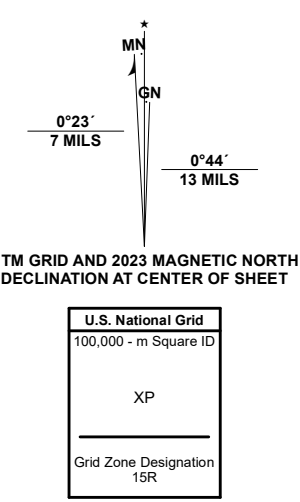 MN
GN
0°23´
7 MILS
0°44´
13 MILS
TM GRID AND 2023 MAGNETIC NORTH
DECLINATION AT CENTER OF SHEET
U.S. National Grid
100,000 - m Square ID
XP
Grid Zone Designation
15R